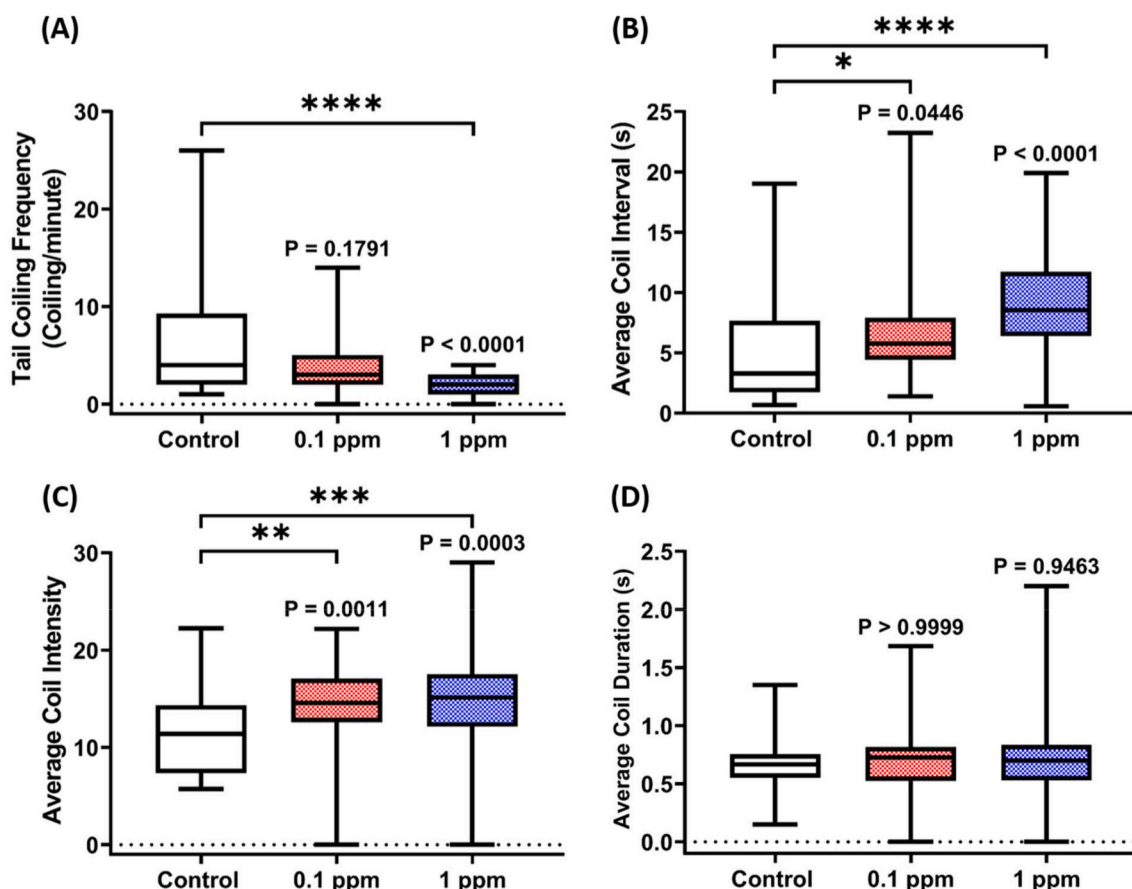 (A)
****
Tail Coiling Frequency
(Coiling/minute)
30
20
10
0
P = 0.1791
P < 0.0001
Control
0.1 ppm
1 ppm
(B)
****
*
Average Coil Interval (s)
25
20
15
10
5
0
P = 0.0446
P < 0.0001
Control
0.1 ppm
1 ppm
(C)
***
**
Average Coil Intensity
30
20
10
0
P = 0.0011
P = 0.0003
Control
0.1 ppm
1 ppm
(D)
Average Coil Duration (s)
2.5
2.0
1.5
1.0
0.5
0.0
P > 0.9999
P = 0.9463
Control
0.1 ppm
1 ppm